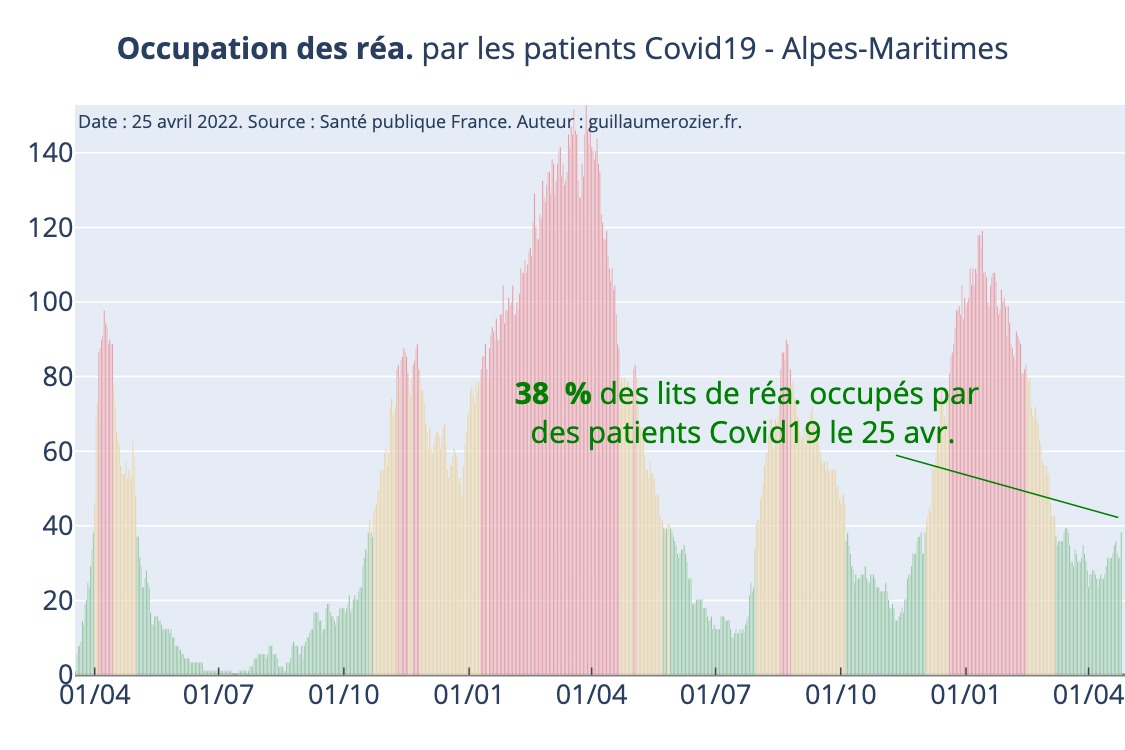 Occupation des réa. par les patients Covid19 - Alpes-Maritimes
Date : 25 avril 2022. Source : Santé publique France. Auteur : guillaumerozier.fr.
140
120
100
80
60
40
20
0
38 % des lits de réa. occupés par
des patients Covid19 le 25 avr.
01/04 01/07 01/10 01/01 01/04 01/07 01/10 01/01 01/04